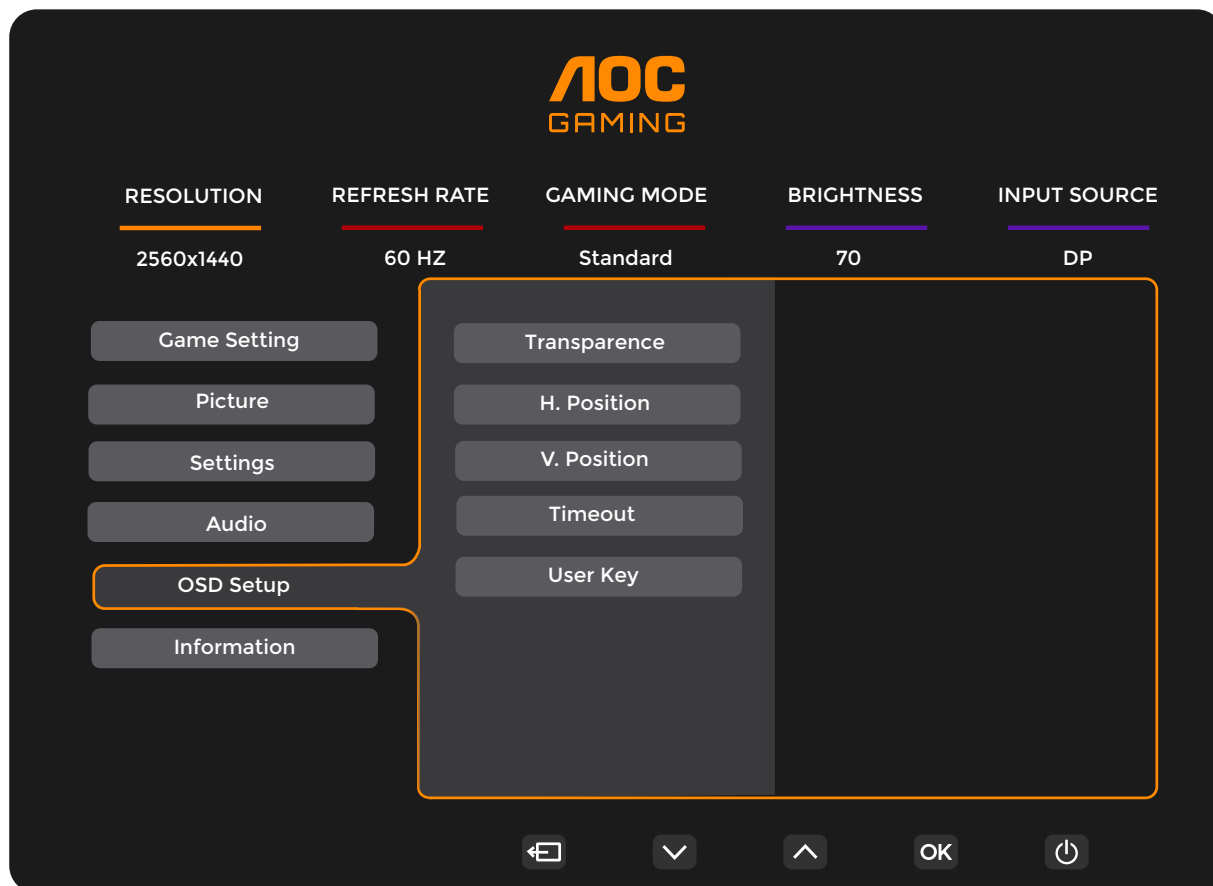 AOC
GAMING
RESOLUTION REFRESH RATE GAMING MODE BRIGHTNESS INPUT SOURCE
2560x1440 60 HZ Standard 70 DP
Game Setting
Picture
Settings
Audio
OSD Setup
Information
Transparence
H. Position
V. Position
Timeout
User Key
OK